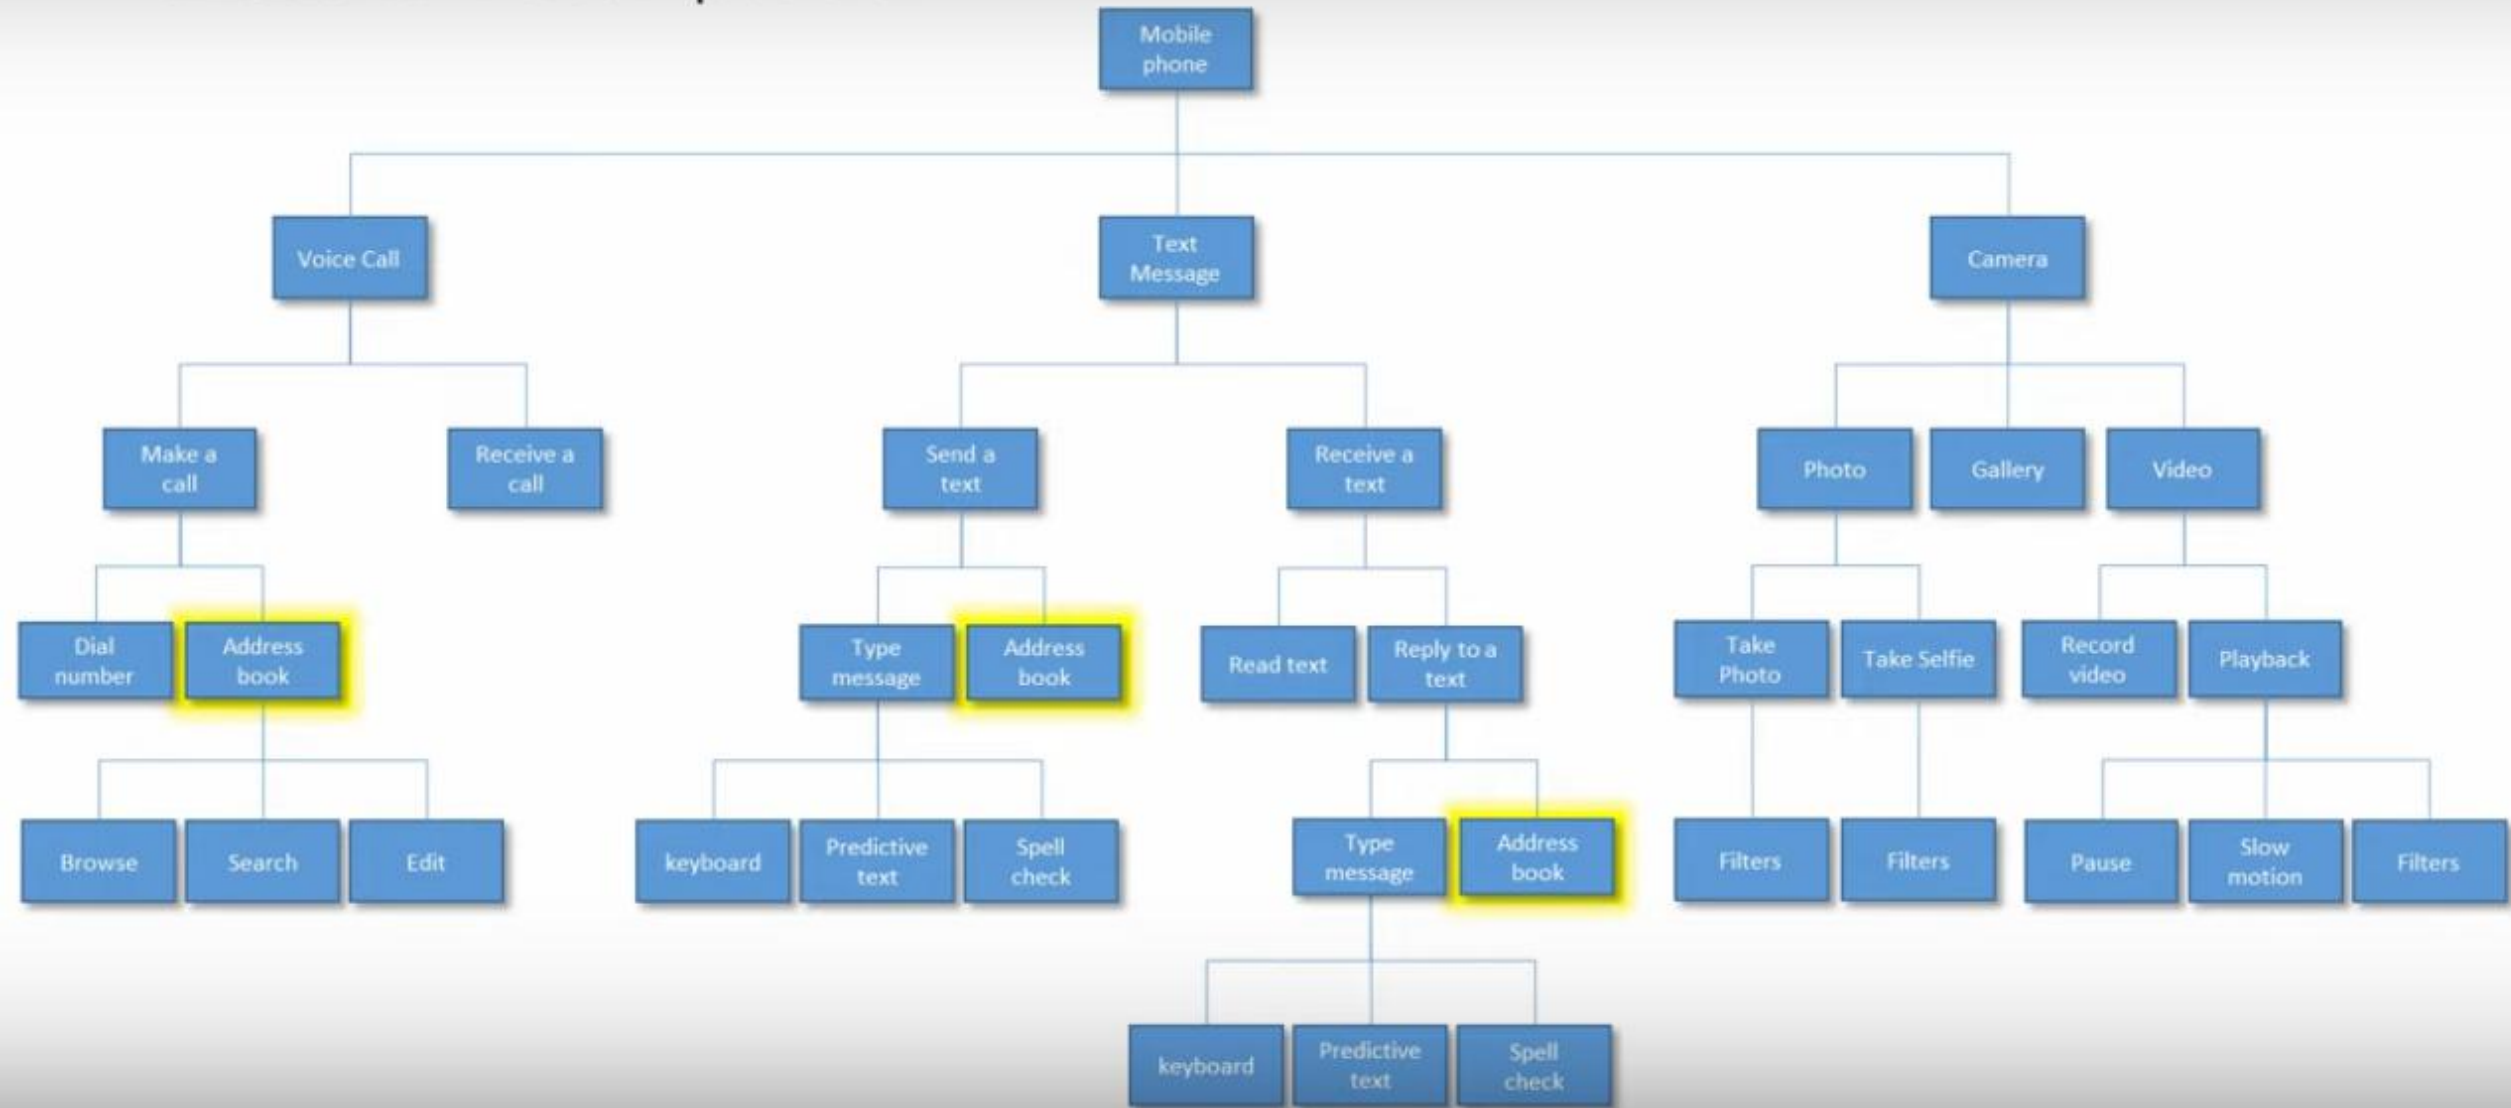 Mobile
phone
Voice Call
Text
Message
Camera
Make a
call
Receive a
call
Send a
text
Receive a
text
Photo
Gallery
Video
Dial
number
Address
book
Type
message
Address
book
Read text
Reply to a
text
Take
Photo
Take Selfie
Record
video
Playback
Browse
Search
Edit
keyboard
Predictive
text
Spell
check
Type
message
Address
book
Filters
Filters
Pause
Slow
motion
Filters
keyboard
Predictive
text
Spell
check